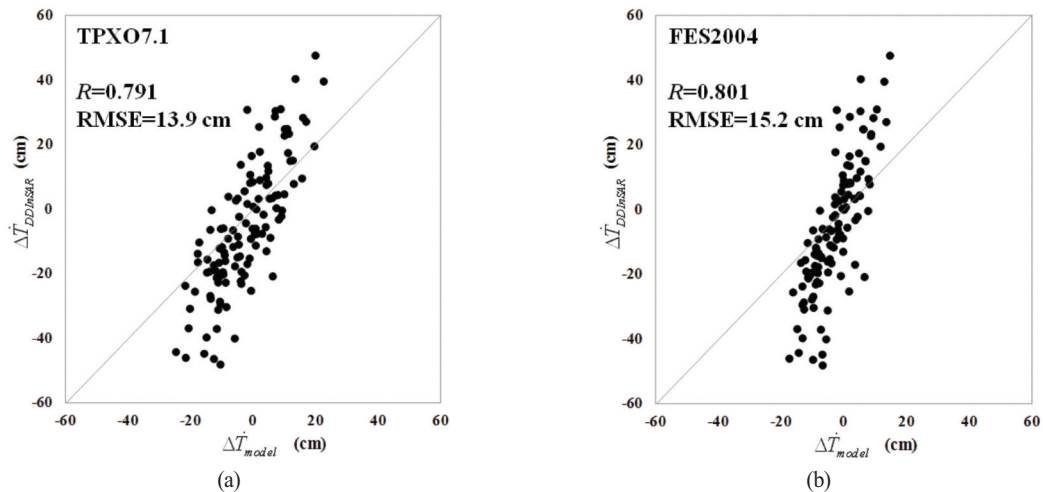 60
40
20
0
-20
-40
-60
TPXO7.1
R=0.791
RMSE=13.9 cm
ΔṪ_DDInSAR (cm)
-60 -40 -20 0 20 40 60
ΔṪ_model (cm)
(a)
60
40
20
0
-20
-40
-60
FES2004
R=0.801
RMSE=15.2 cm
ΔṪ_DDInSAR (cm)
-60 -40 -20 0 20 40 60
ΔṪ_model (cm)
(b)